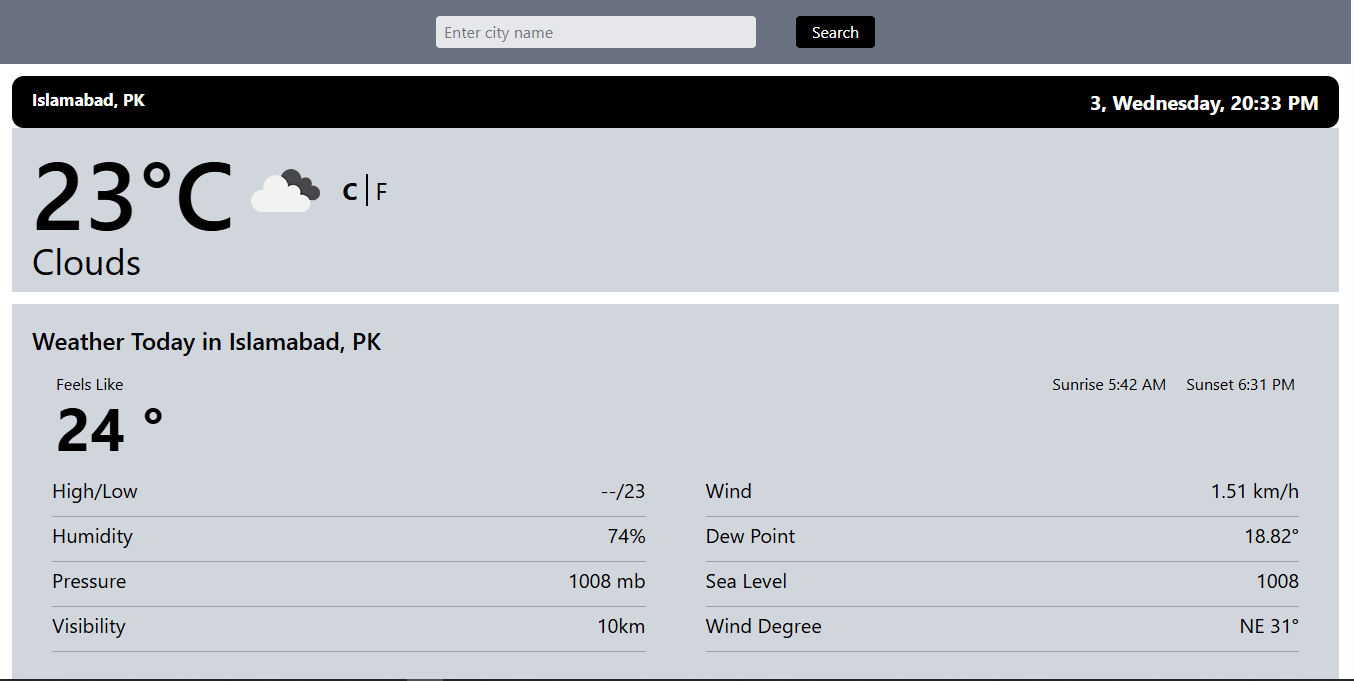 Enter city name Search
Islamabad, PK 3, Wednesday, 20:33 PM
23°C C F
Clouds
Weather Today in Islamabad, PK
Feels Like Sunrise 5:42 AM Sunset 6:31 PM
24 °
High/Low --/23 Wind 1.51 km/h
Humidity 74% Dew Point 18.82°
Pressure 1008 mb Sea Level 1008
Visibility 10km Wind Degree NE 31°